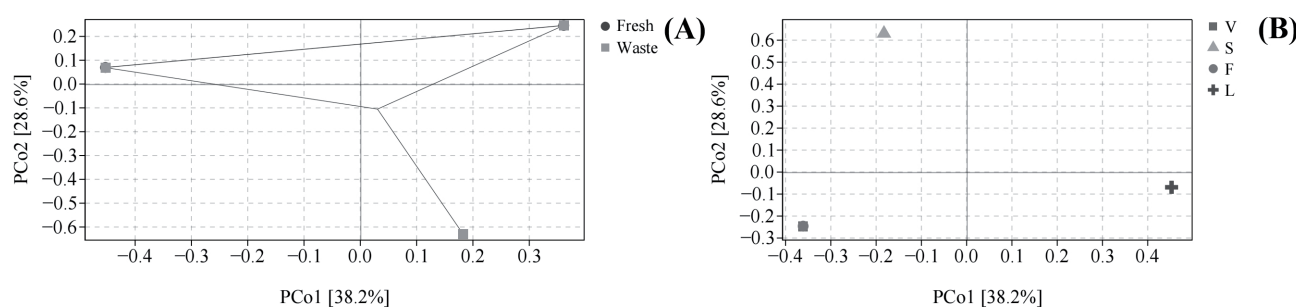 0.2
0.1
0.0
−0.1
−0.2
−0.3
−0.4
−0.5
−0.6
PCo2 [28.6%]
−0.4 −0.3 −0.2 −0.1 0.0 0.1 0.2 0.3
PCo1 [38.2%]
Fresh
Waste
(A)
0.6
0.5
0.4
0.3
0.2
0.1
0.0
−0.1
−0.2
−0.3
PCo2 [28.6%]
−0.4 −0.3 −0.2 −0.1 0.0 0.1 0.2 0.3 0.4
PCo1 [38.2%]
V
S
F
L
(B)